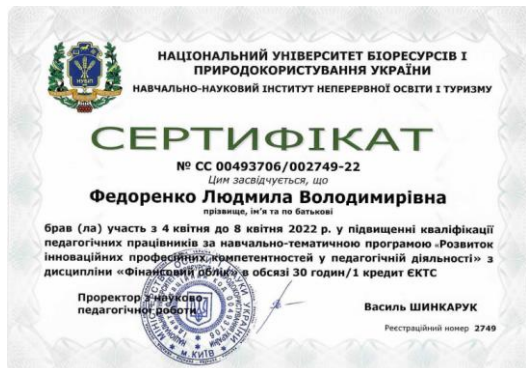 НАЦІОНАЛЬНИЙ УНІВЕРСИТЕТ БІОРЕСУРСІВ І
ПРИРОДОКОРИСТУВАННЯ УКРАЇНИ
НАВЧАЛЬНО-НАУКОВИЙ ІНСТИТУТ НЕПЕРЕРВНОЇ ОСВІТИ І ТУРИЗМУ
СЕРТИФІКАТ
№ СС 00493706/002749-22
Цим засвідчується, що
Федоренко Людмила Володимирівна
прізвище, ім'я та по батькові
брав (ла) участь з 4 квітня до 8 квітня 2022 р. у підвищенні кваліфікації
педагогічних працівників за навчально-тематичною програмою «Розвиток
інноваційних професійних компетентностей у педагогічній діяльності» з
дисципліни «Фінансовий облік» в обсязі 30 годин/1 кредит ЄКТС
Проректор з науково-
педагогічної роботи
Василь ШИНКАРУК
Реєстраційний номер 2749
м. КИЇВ